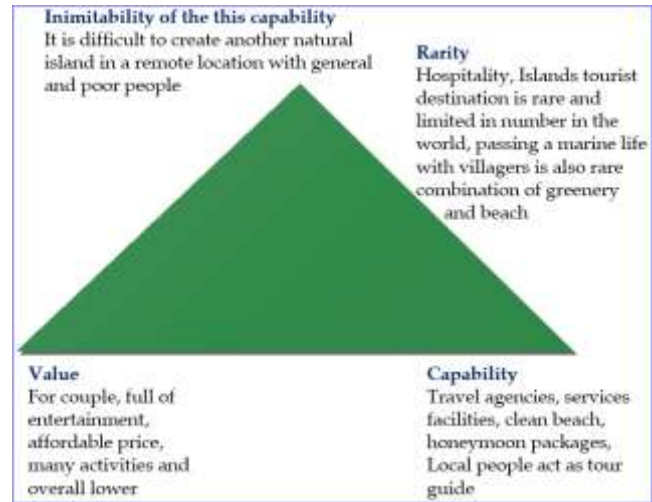 Inimitability of the this capability
It is difficult to create another natural
island in a remote location with general
and poor people
Rarity
Hospitality, Islands tourist
destination is rare and
limited in number in the
world, passing a marine life
with villagers is also rare
combination of greenery
and beach
Value
For couple, full of
entertainment,
affordable price,
many activities and
overall lower
Capability
Travel agencies, services
facilities, clean beach,
honeymoon packages,
Local people act as tour
guide